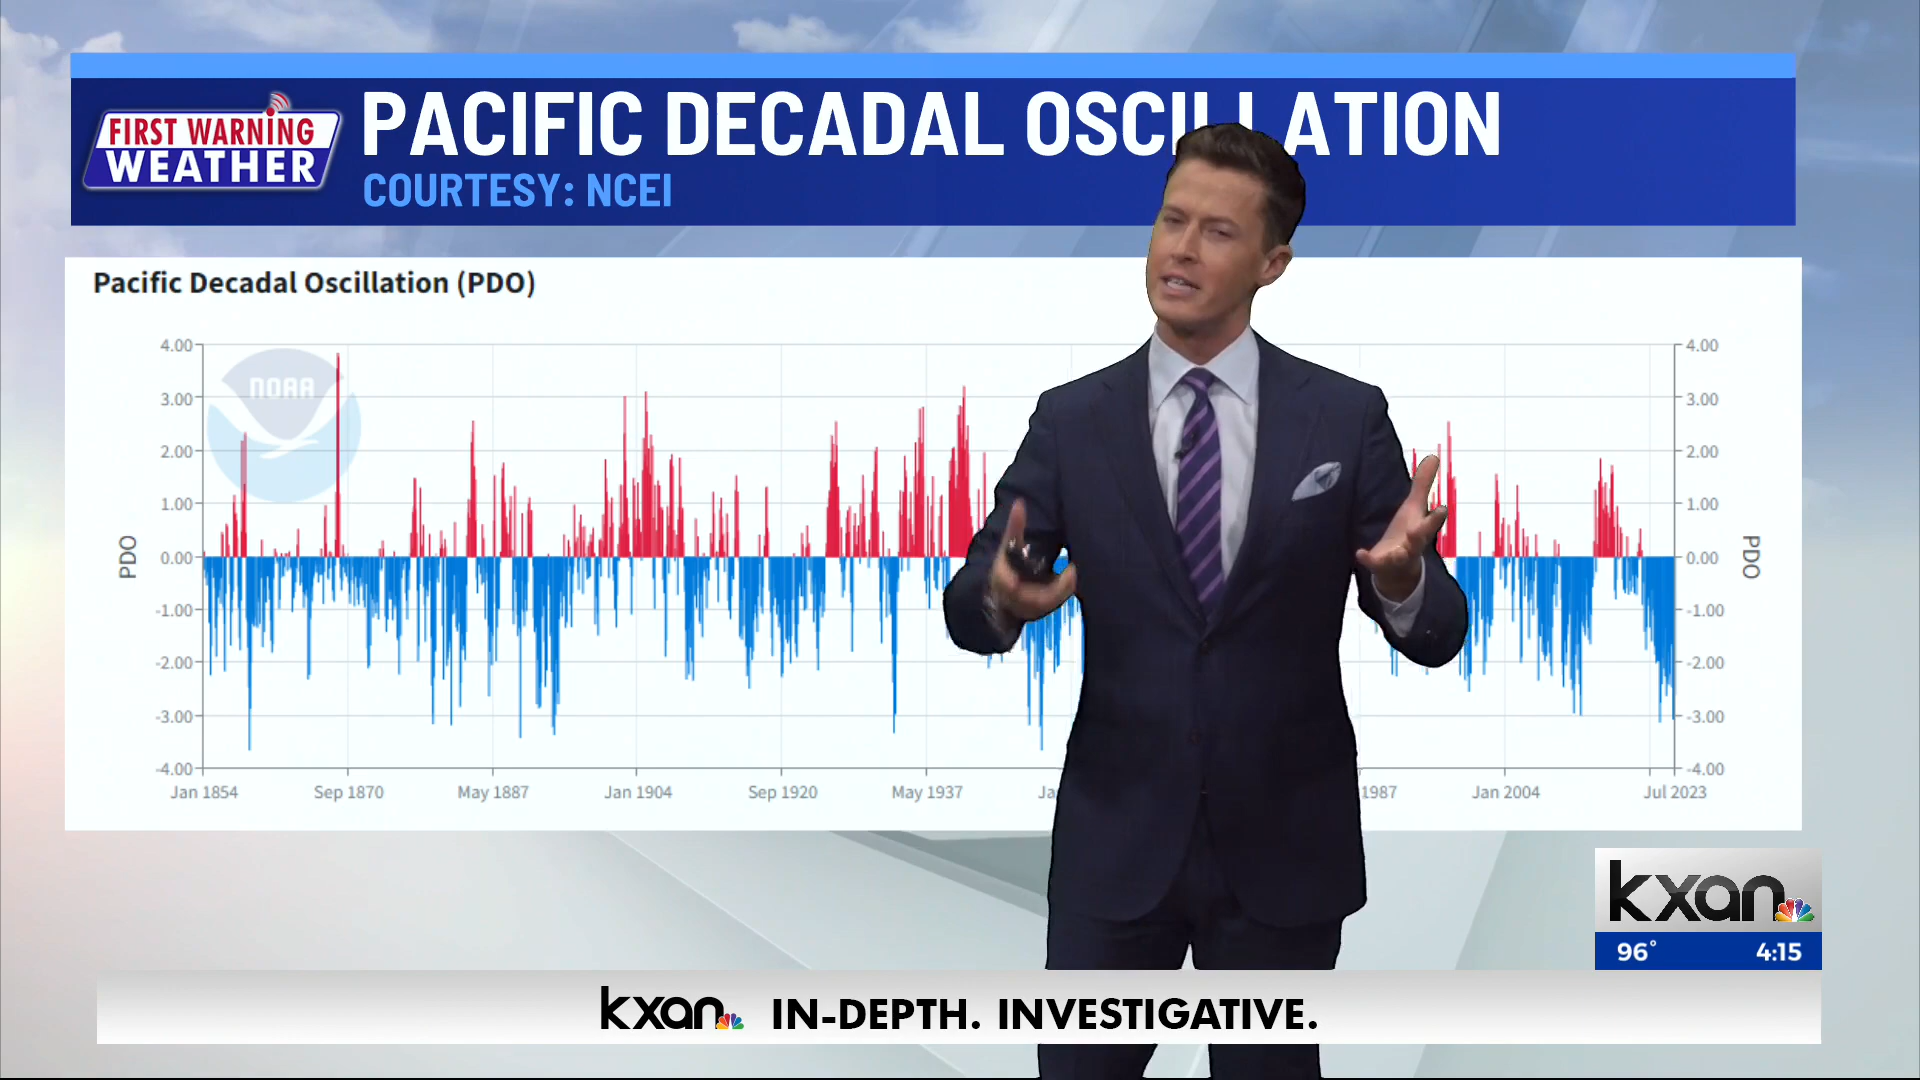 FIRST WARNING
WEATHER
PACIFIC DECADAL OSCILLATION
COURTESY: NCEI
Pacific Decadal Oscillation (PDO)
NOAA
4.00 4.00
3.00 3.00
2.00 2.00
1.00 1.00
0.00 0.00
-1.00 -1.00
-2.00 -2.00
-3.00 -3.00
-4.00 -4.00
PDO PDO
Jan 1854 Sep 1870 May 1887 Jan 1904 Sep 1920 May 1937 Ja 1987 Jan 2004 Jul 2023
kxan
96° 4:15
kxan IN-DEPTH. INVESTIGATIVE.